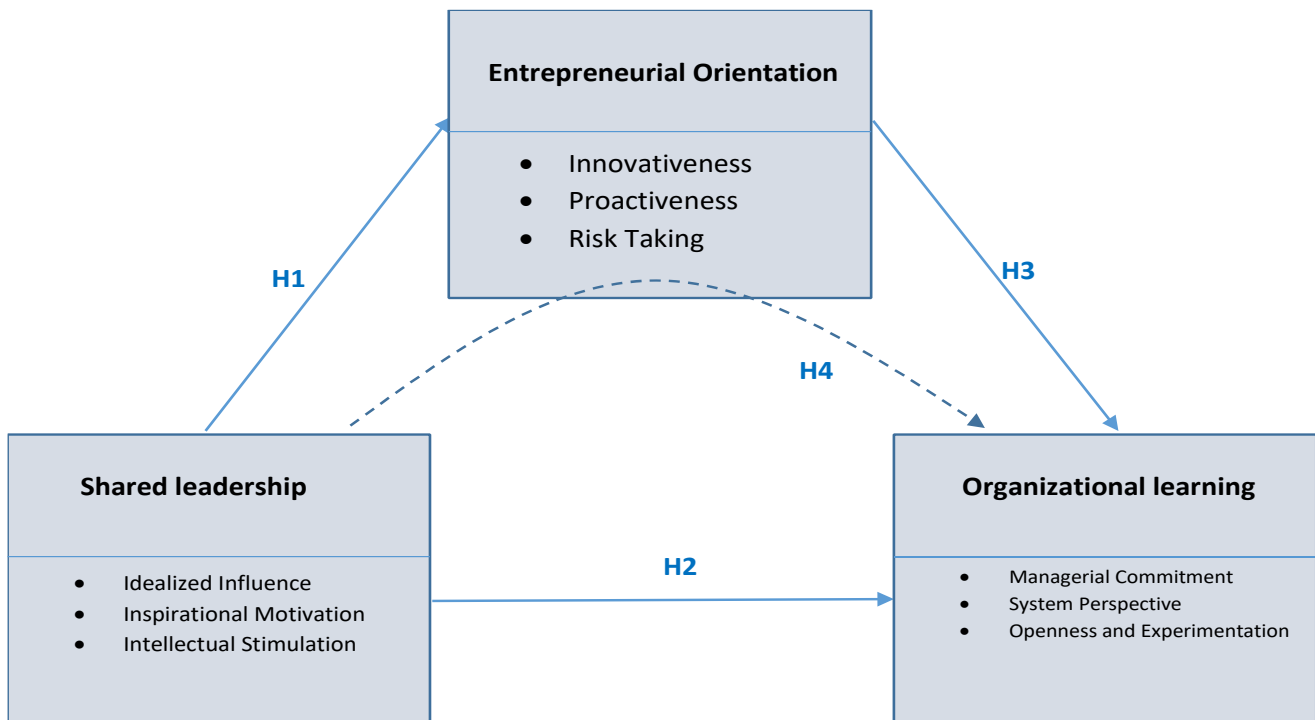 Entrepreneurial Orientation
• Innovativeness
• Proactiveness
• Risk Taking
H1
H3
H4
Shared leadership
• Idealized Influence
• Inspirational Motivation
• Intellectual Stimulation
H2
Organizational learning
• Managerial Commitment
• System Perspective
• Openness and Experimentation